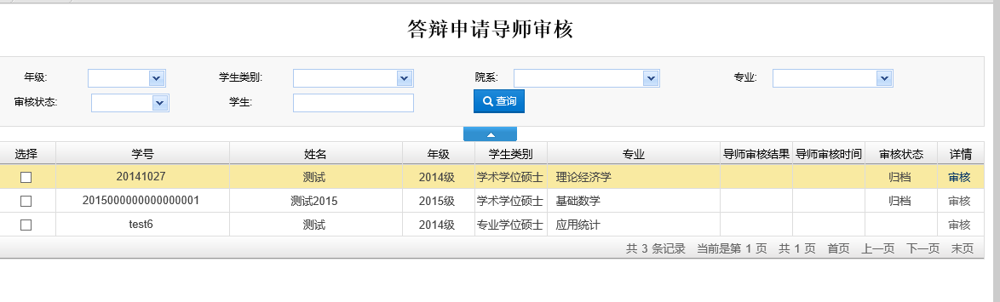 答辩申请导师审核
年级: 学生类别: 院系: 专业:
审核状态: 学生: 查询
选择 学号 姓名 年级 学生类别 专业 导师审核结果 导师审核时间 审核状态 详情
20141027 测试 2014级 学术学位硕士 理论经济学 归档 审核
2015000000000000001 测试2015 2015级 学术学位硕士 基础数学 归档 审核
test6 测试 2014级 专业学位硕士 应用统计 审核
共 3 条记录 当前是第 1 页 共 1 页 首页 上一页 下一页 末页